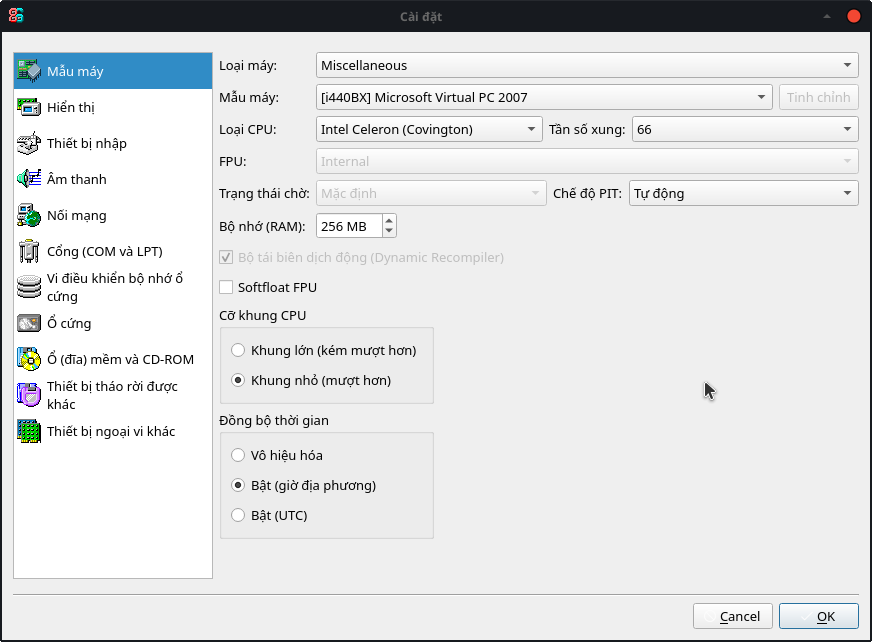 Cài đặt
Mẫu máy
Hiển thị
Thiết bị nhập
Âm thanh
Nối mạng
Cổng (COM và LPT)
Vi điều khiển bộ nhớ ổ
cứng
Ổ cứng
Ổ (đĩa) mềm và CD-ROM
Thiết bị tháo rời được
khác
Thiết bị ngoại vi khác
Loại máy: Miscellaneous
Mẫu máy: [i440BX] Microsoft Virtual PC 2007 Tinh chỉnh
Loại CPU: Intel Celeron (Covington) Tần số xung: 66
FPU: Internal
Trạng thái chờ: Mặc định Chế độ PIT: Tự động
Bộ nhớ (RAM): 256 MB
Bộ tái biên dịch động (Dynamic Recompiler)
Softfloat FPU
Cỡ khung CPU
Khung lớn (kém mượt hơn)
Khung nhỏ (mượt hơn)
Đồng bộ thời gian
Vô hiệu hóa
Bật (giờ địa phương)
Bật (UTC)
Cancel OK